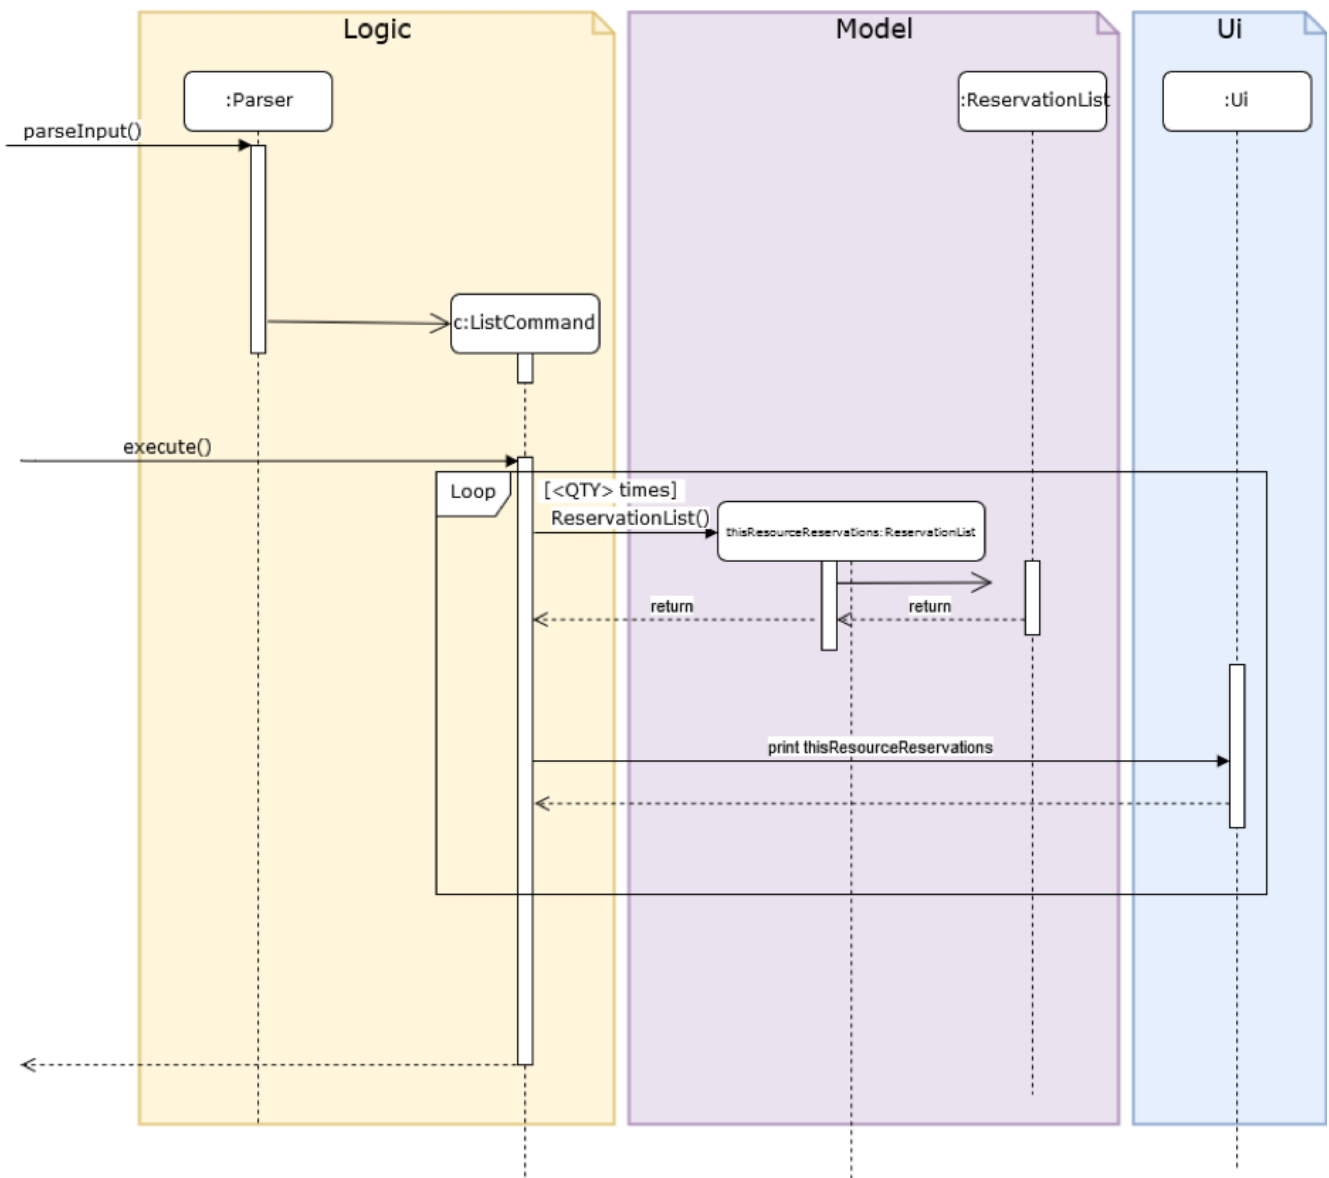 Logic
Model
Ui
:Parser
:ReservationList
:Ui
parseInput()
c:ListCommand
execute()
Loop
[<QTY> times]
ReservationList()
thisResourceReservations:ReservationList
return
return
print thisResourceReservations